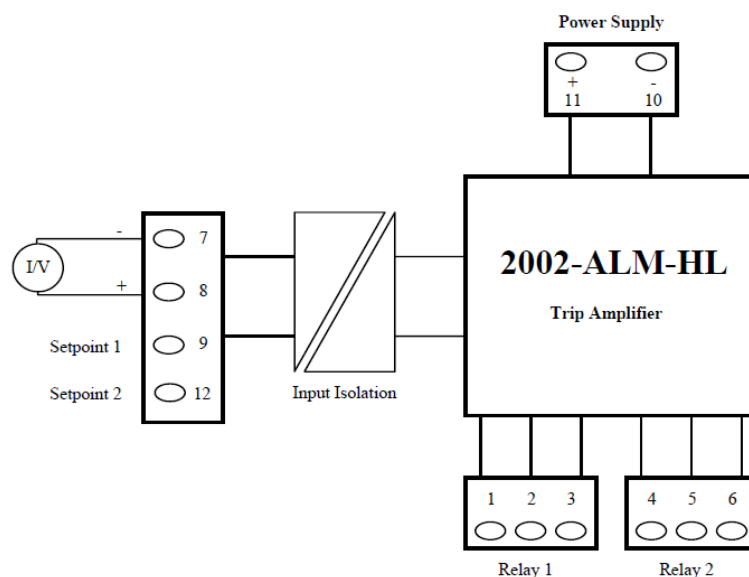 Power Supply
+ -
11 10
- 7
I/V
+ 8
Setpoint 1 9
Setpoint 2 12
Input Isolation
2002-ALM-HL
Trip Amplifier
1 2 3 4 5 6
Relay 1 Relay 2